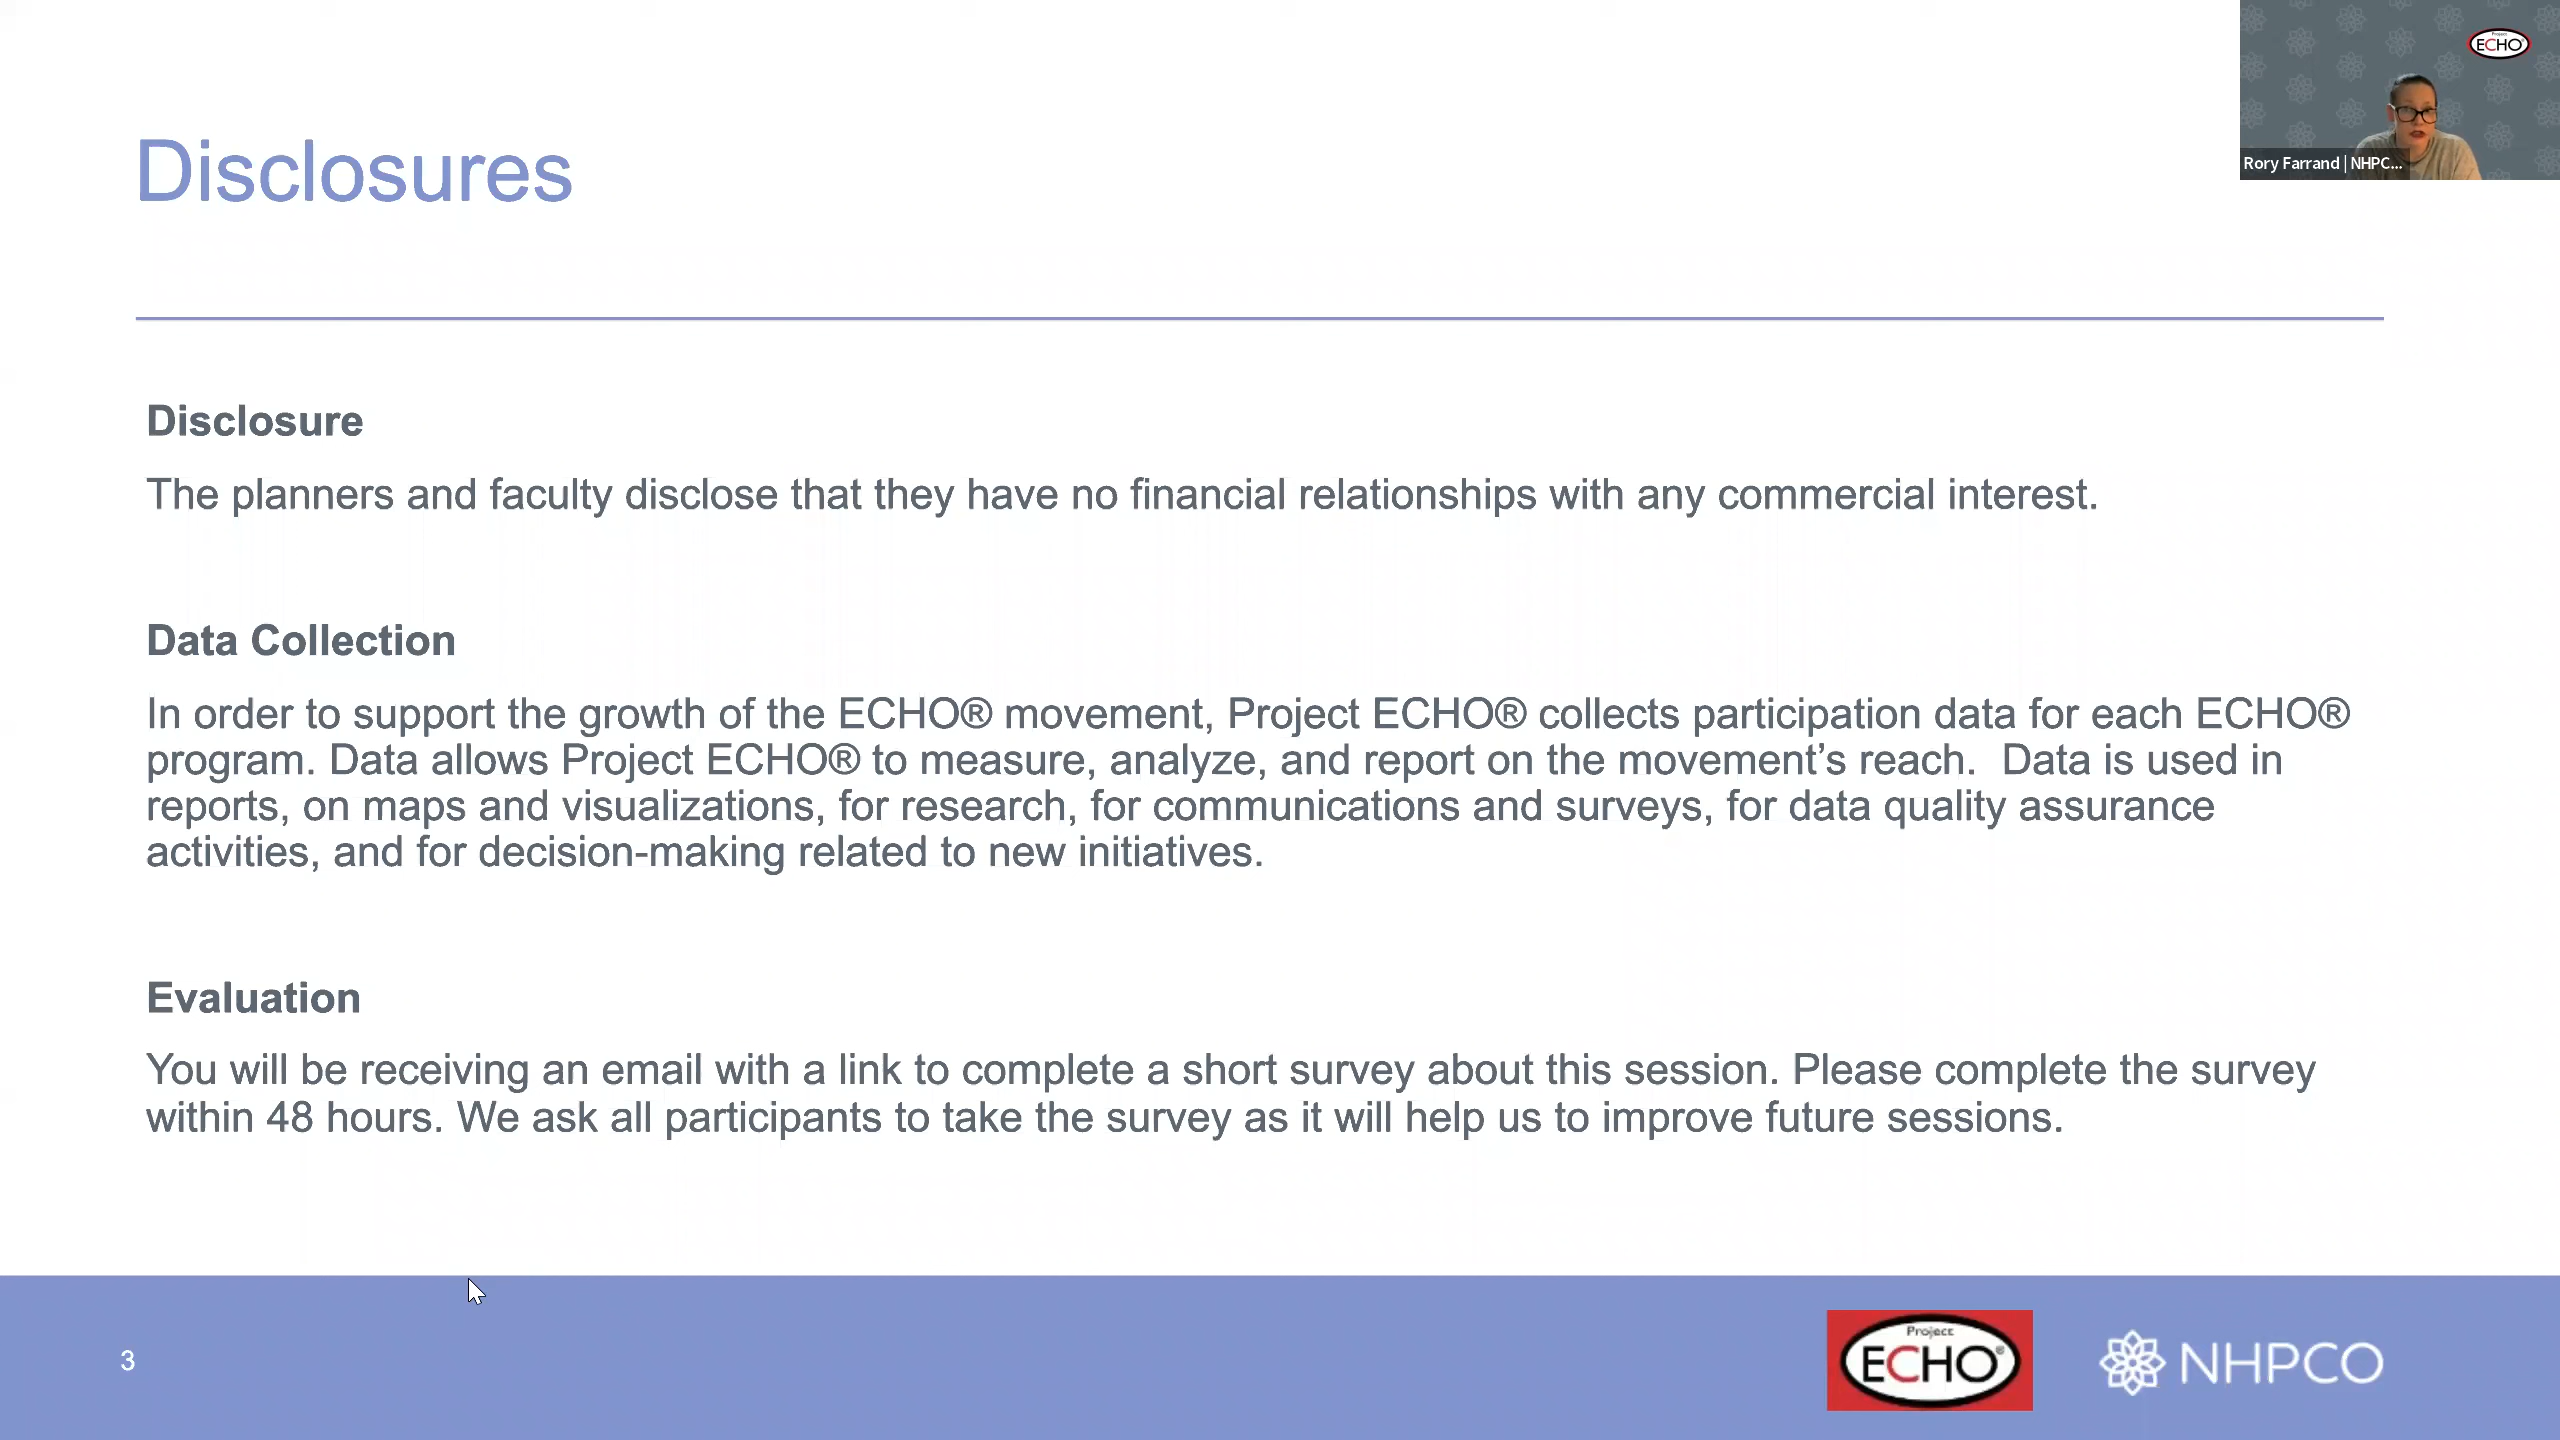 Disclosures
Project
ECHO
Rory Farrand | NHPC...
Disclosure
The planners and faculty disclose that they have no financial relationships with any commercial interest.
Data Collection
In order to support the growth of the ECHO® movement, Project ECHO® collects participation data for each ECHO®
program. Data allows Project ECHO® to measure, analyze, and report on the movement’s reach.  Data is used in
reports, on maps and visualizations, for research, for communications and surveys, for data quality assurance
activities, and for decision-making related to new initiatives.
Evaluation
You will be receiving an email with a link to complete a short survey about this session. Please complete the survey
within 48 hours. We ask all participants to take the survey as it will help us to improve future sessions.
3
Project
ECHO®
NHPCO